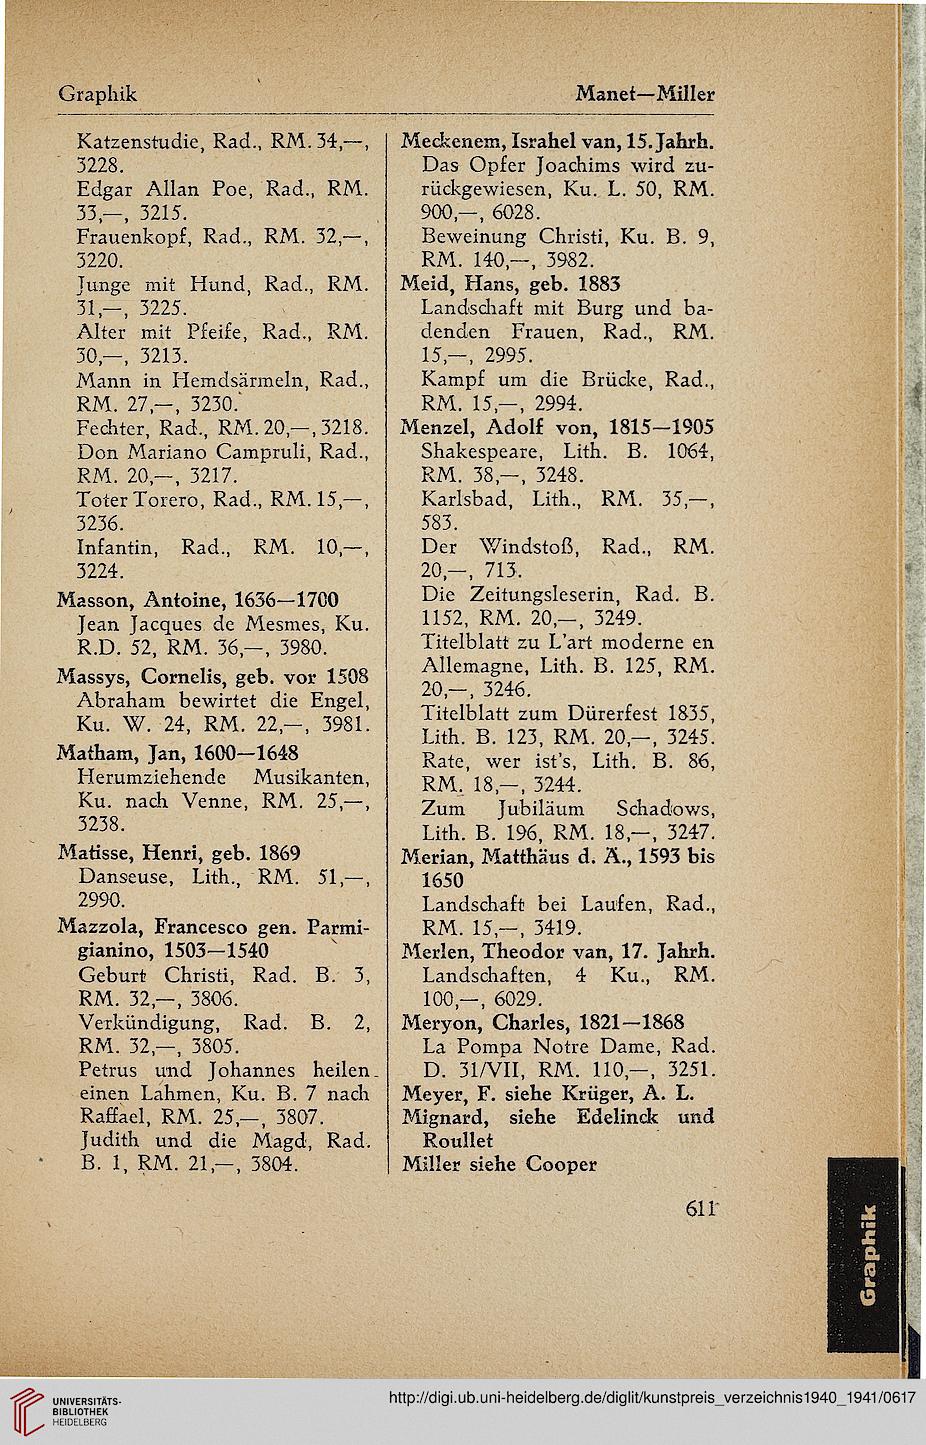 Graphik
Manet—Miller
Katzenstudie, Rad., RM. 34,—,
3228.
Edgar Allan Poe, Rad., RM.
33,—, 3215.
Frauenkopf, Rad., RM. 32,—,
3220.
Junge mit Hund, Rad., RM.
31,—, 3225.
Alter mit Pfeife, Rad., RM.
30,—, 3213.
Mann in Hemdsärmeln, Rad.,
RM. 27,—, 3230.
Fechter, Rad., RM. 20,—, 3218.
Don Mariano Campruli, Rad.,
RM. 20,—, 3217.
Toter Torero, Rad., RM. 15,—,
3236.
Infantin, Rad., RM. 10,—,
3224.
Masson, Antoine, 1636—1700
Jean Jacques de Mesmes, Ku.
R.D. 52, RM. 36,—, 3980.
Massys, Cornelis, geb. vor 1508
Abraham bewirtet die Engel,
Ku. W. 24, RM. 22,—, 3981.
Matham, Jan, 1600—1648
Herumziehende Musikanten,
Ku. nach Venne, RM. 25,—,
3238.
Matisse, Henri, geb. 1869
Danseuse, Lith., RM. 51,—,
2990.
Mazzola, Francesco gen. Parmi-
gianino, 1503—1540
Geburt Christi, Rad. B. 3,
RM. 32,—, 3806.
Verkündigung, Rad. B. 2,
RM. 32,—, 3805.
Petrus und Johannes heilen
einen Lahmen, Ku. B. 7 nach
Raffael, RM. 25,—, 3807.
Judith und die Magd, Rad.
B. 1, RM. 21,—, 3804.
Meckenem, Israhel van, 15. Jahrh.
Das Opfer Joachims wird zu-
rückgewiesen, Ku. L. 50, RM.
900,—, 6028.
Beweinung Christi, Ku. B. 9,
RM. 140,—, 3982.
Meid, Hans, geb. 1883
Landschaft mit Burg und ba-
denden Frauen, Rad., RM.
15,—, 2995.
Kampf um die Brücke, Rad.,
RM. 15,—, 2994.
Menzel, Adolf von, 1815—1905
Shakespeare, Lith. B. 1064,
RM. 38,—, 3248.
Karlsbad, Lith., RM. 35,—,
583.
Der Windstoß, Rad., RM.
20,—, 713.
Die Zeitungsleserin, Rad. B.
1152, RM. 20,—, 3249.
Titelblatt zu L'art moderne en
Allemagne, Lith. B. 125, RM.
20,—, 3246.
Titelblatt zum Dürerfest 1835,
Lith. B. 123, RM. 20,—, 3245.
Rate, wer ist's, Lith. B. 86,
RM. 18,—, 3244.
Zum Jubiläum Schadows,
Lith. B. 196, RM. 18,—, 3247.
Merian, Matthäus d. Ä., 1593 bis
1650
Landschaft bei Laufen, Rad.,
RM. 15,—, 3419.
Merlen, Theodor van, 17. Jahrh.
Landschaften, 4 Ku., RM.
100,—, 6029.
Meryon, Charles, 1821—1868
La Pompa Notre Dame, Rad.
D. 31/VII, RM. 110,—, 3251.
Meyer, F. siehe Krüger, A. L.
Mignard, siehe Edelinck und
Roullet
Miller siehe Cooper
611
Graphik
UNIVERSITÄTS-
BIBLIOTHEK
HEIDELBERG
http://digi.ub.uni-heidelberg.de/diglit/kunstpreis_verzeichnis1940_1941/0617